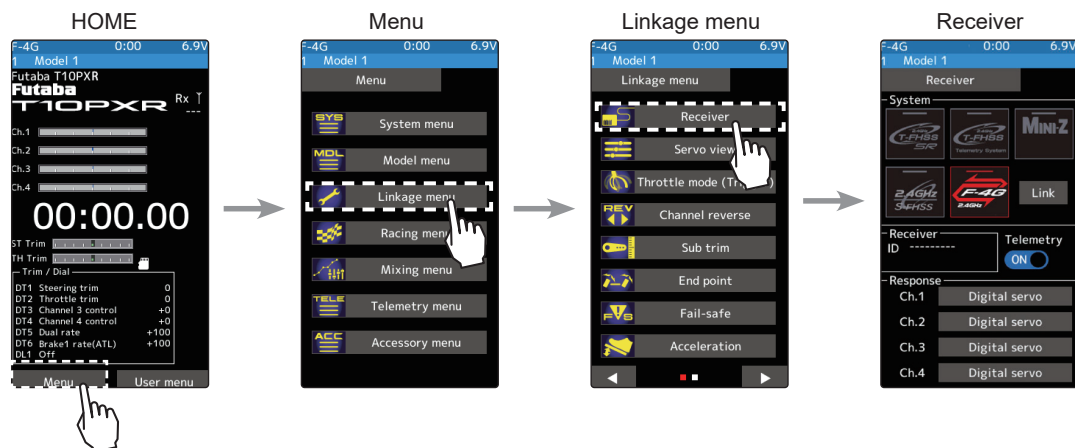 HOME
F-4G 0:00 6.9V
1 Model 1
Futaba T10PXR
Futaba
T10PXR
Rx
---
Ch.1
Ch.2
Ch.3
Ch.4
00:00.00
ST Trim
TH Trim
Trim / Dial
DT1 Steering trim 0
DT2 Throttle trim 0
DT3 Channel 3 control +0
DT4 Channel 4 control +0
DT5 Dual rate +100
DT6 Brake1 rate(ATL) +100
DL1 Off
Menu User menu
Menu
F-4G 0:00 6.9V
1 Model 1
Menu
SYS System menu
MDL Model menu
Linkage menu
Racing menu
Mixing menu
TELE Telemetry menu
ACC Accessory menu
Linkage menu
F-4G 0:00 6.9V
1 Model 1
Linkage menu
Receiver
Servo view
Throttle mode
REV Channel reverse
Sub trim
End point
F/S Fail-safe
Acceleration
Receiver
F-4G 0:00 6.9V
1 Model 1
Receiver
System
2.4GHz T-FHSS SR
2.4GHz T-FHSS Telemetry System
MINI-Z
2.4GHz S-FHSS
F-4G 2.4GHz
Link
Receiver
ID ---------
Telemetry
ON
Response
Ch.1 Digital servo
Ch.2 Digital servo
Ch.3 Digital servo
Ch.4 Digital servo